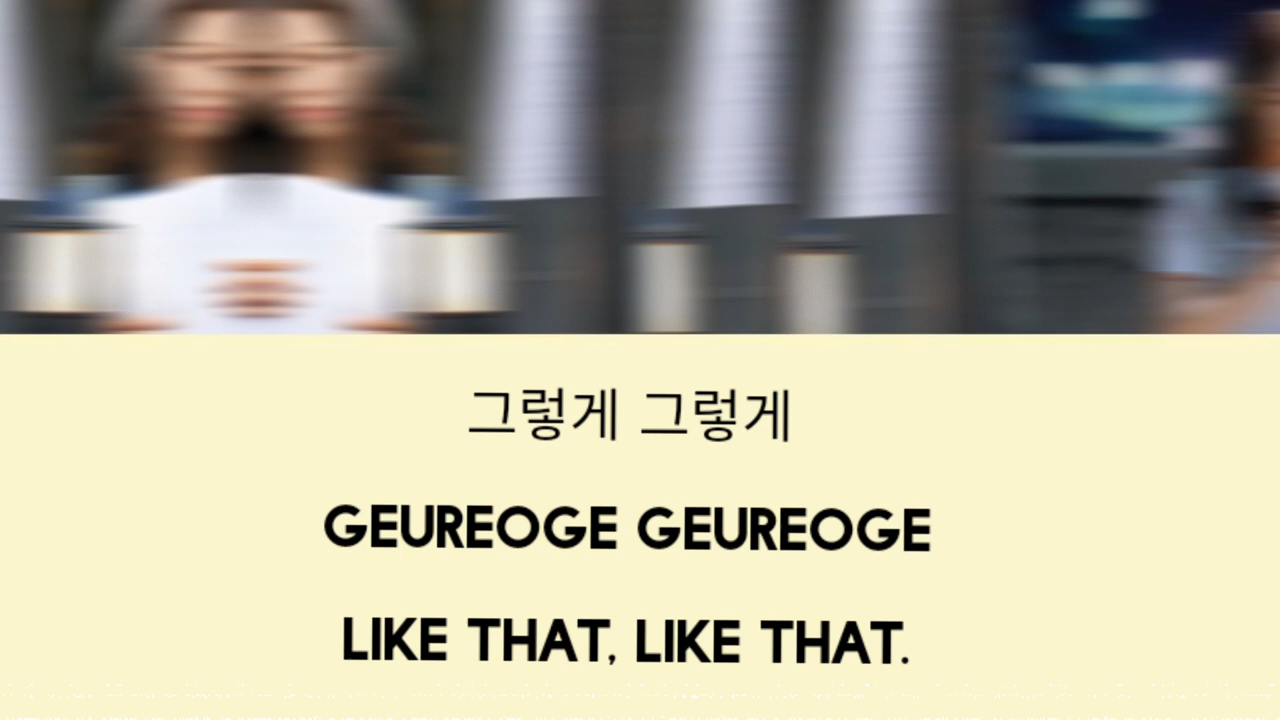 그렇게 그렇게
GEUREOGE GEUREOGE
LIKE THAT, LIKE THAT.